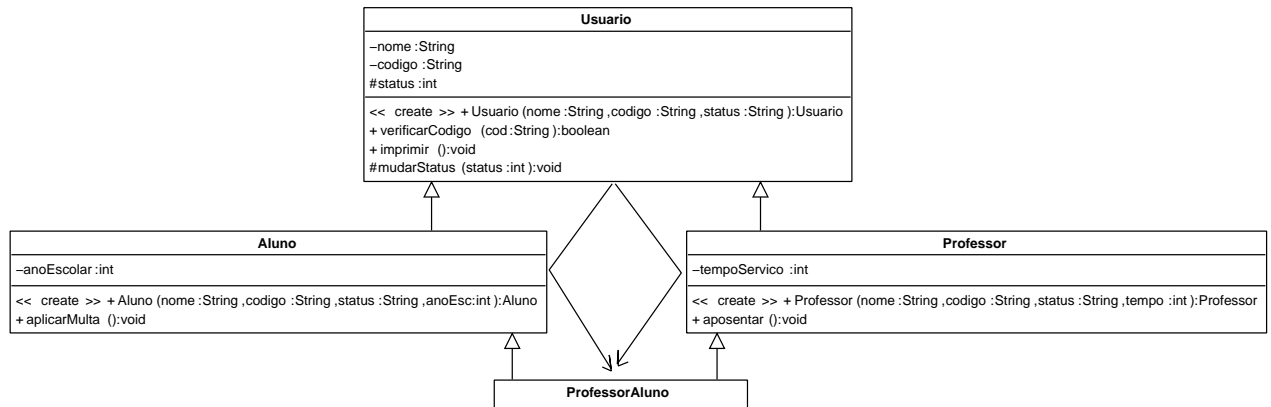 Usuario
−nome :String
−codigo :String
#status :int
<< create >> + Usuario (nome :String ,codigo :String ,status :String ):Usuario
+ verificarCodigo (cod :String ):boolean
+ imprimir ():void
#mudarStatus (status :int ):void
Aluno
−anoEscolar :int
<< create >> + Aluno (nome :String ,codigo :String ,status :String ,anoEsc:int ):Aluno
+ aplicarMulta ():void
Professor
−tempoServico :int
<< create >> + Professor (nome :String ,codigo :String ,status :String ,tempo :int ):Professor
+ aposentar ():void
ProfessorAluno